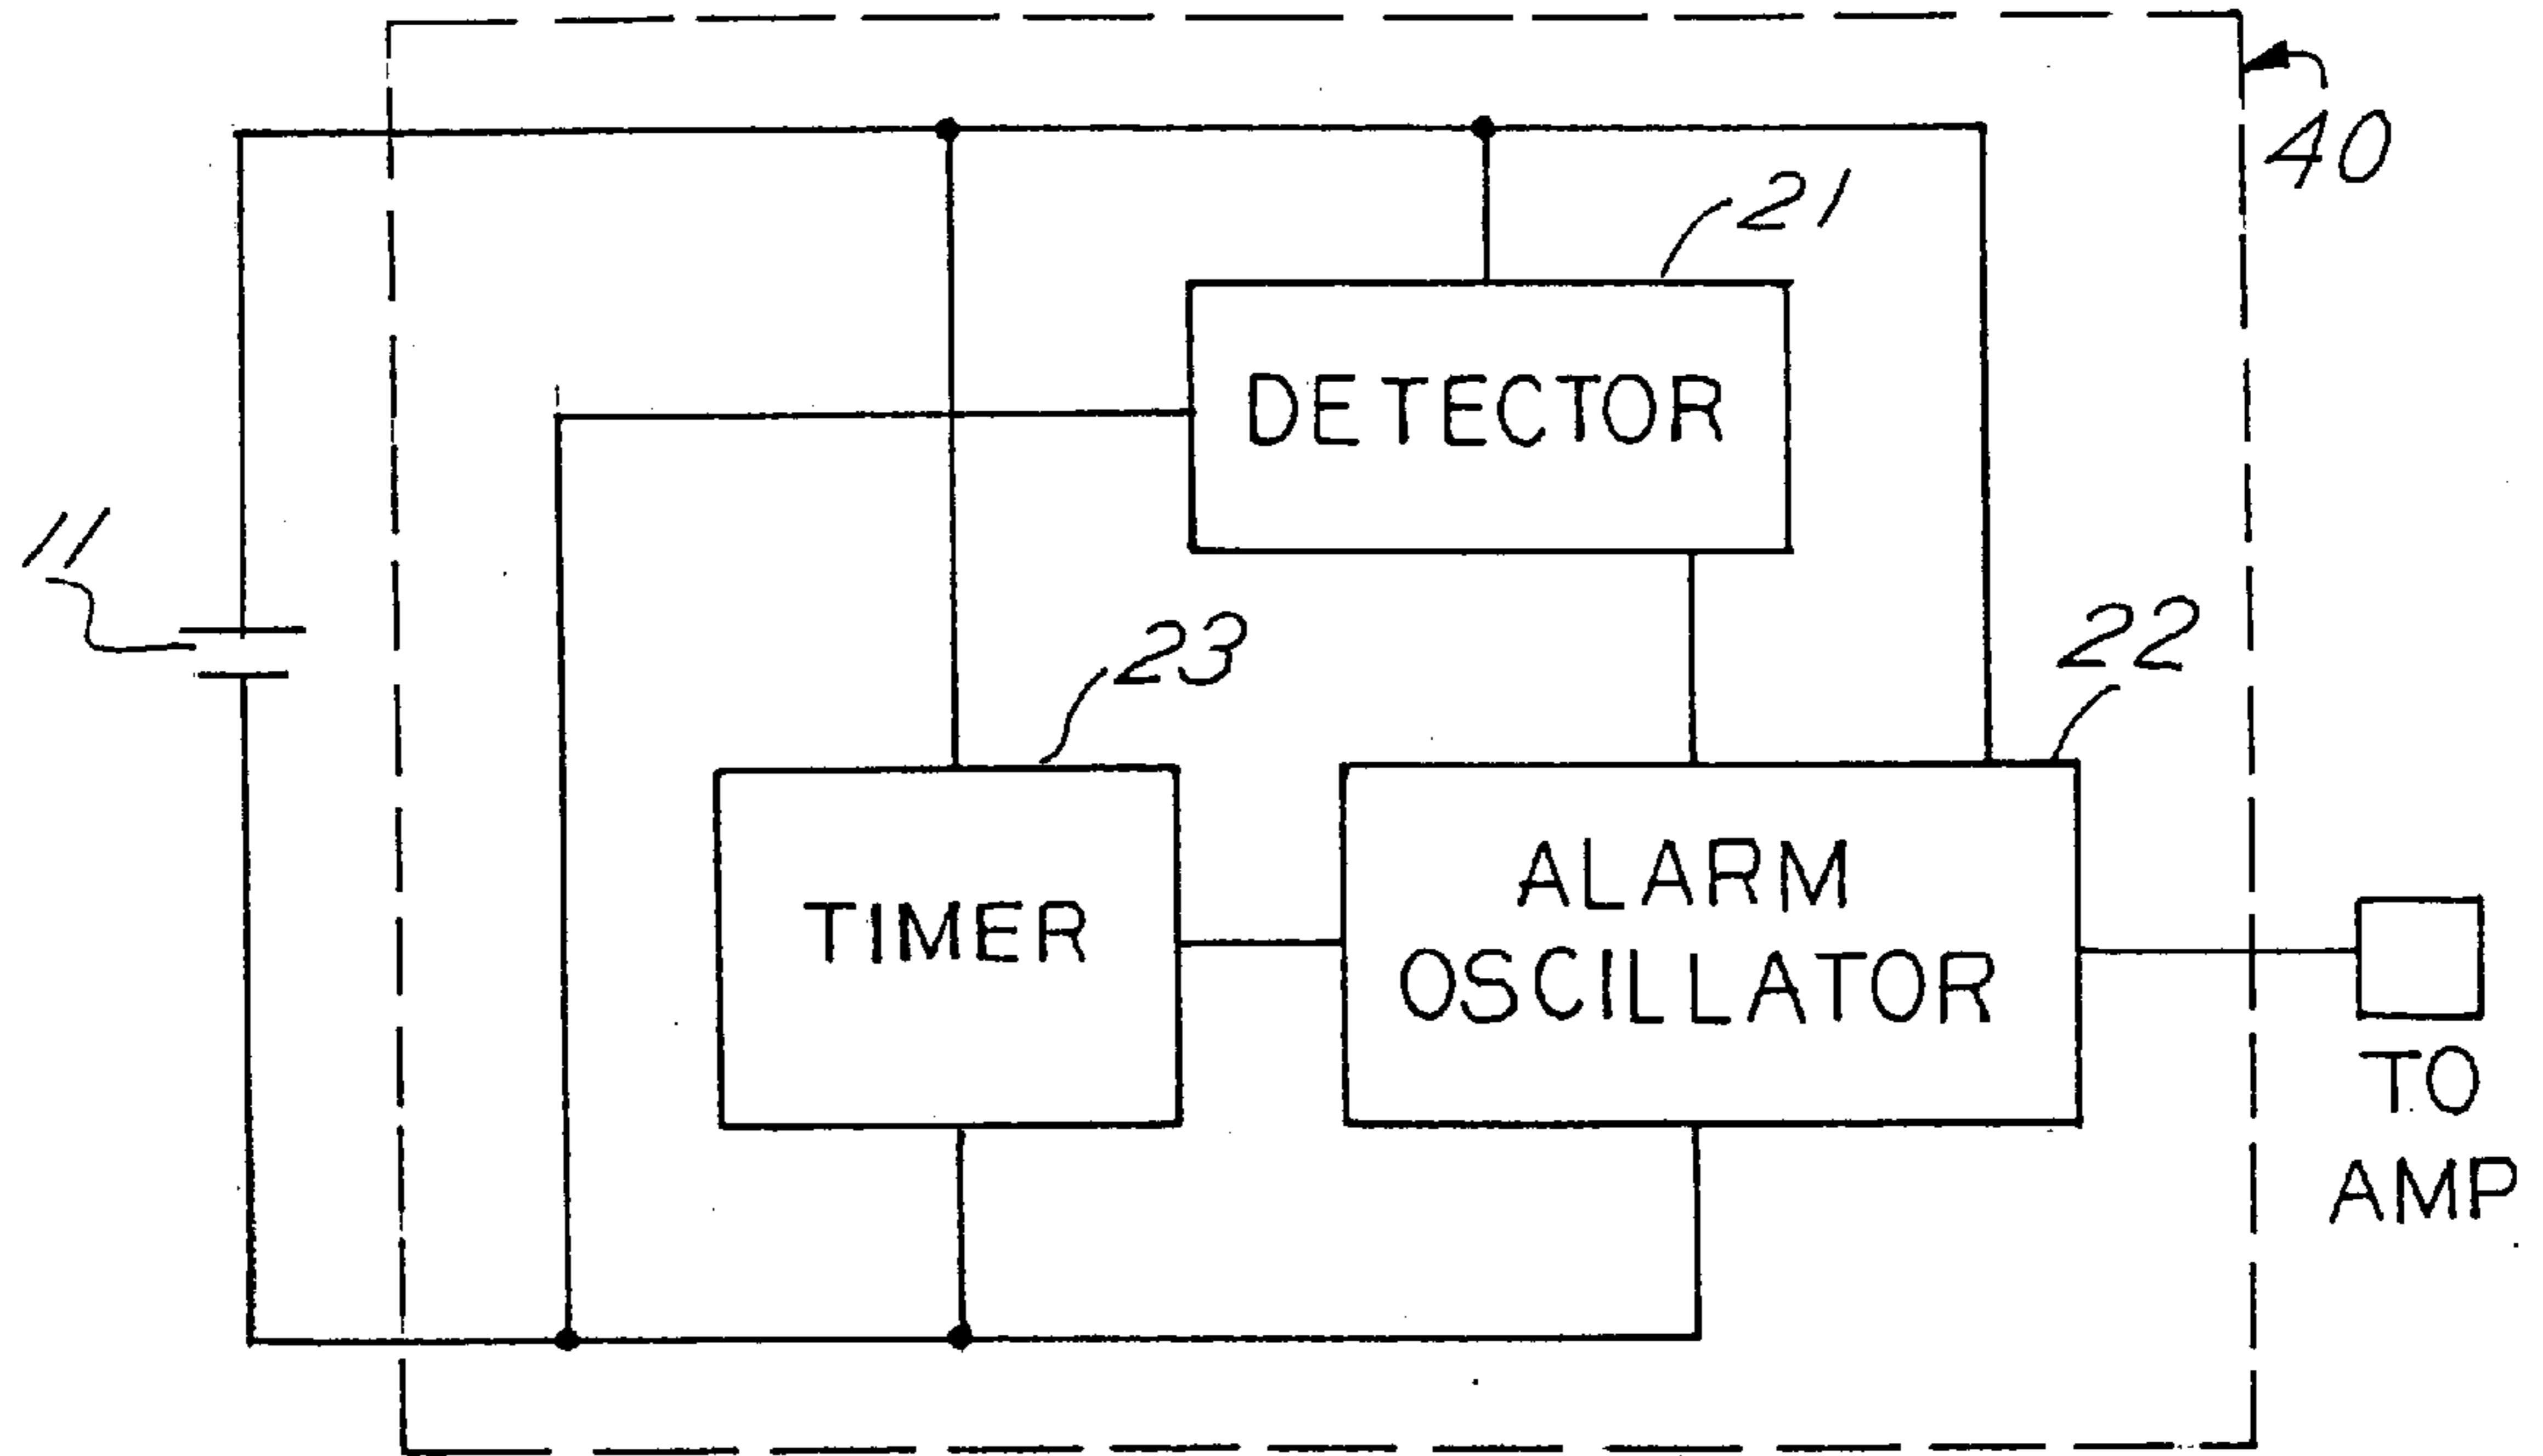 40
21
DETECTOR
11
23
22
TIMER
ALARM
OSCILLATOR
TO
AMP